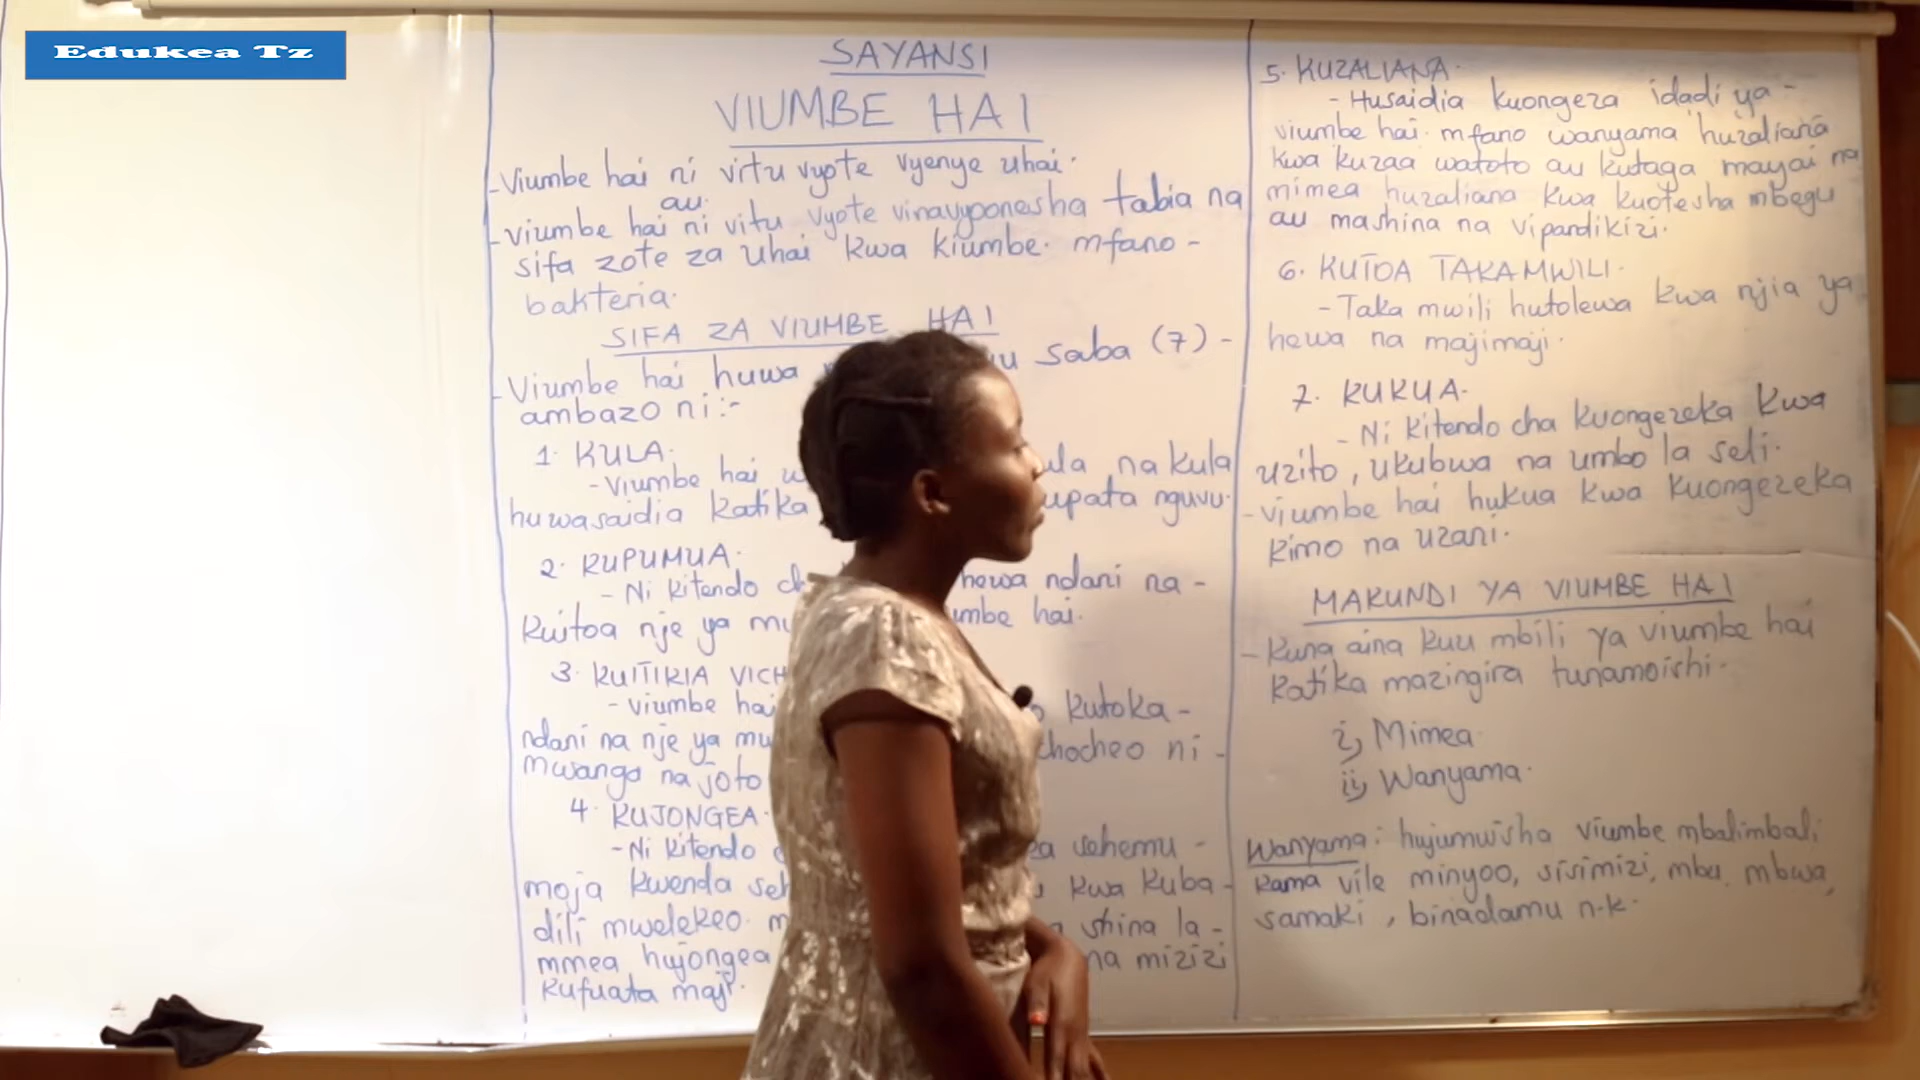 Edukea Tz
SAYANSI
VIUMBE HAI
-Viumbe hai ni virtu vyote vyenye uhai.
au.
-viumbe hai ni vitu vyote vinavyoonesha tabia na
sifa zote za uhai kwa kiumbe. mfano -
bakteria.
SIFA ZA VIUMBE HAI
-Viumbe hai huwa saba (7) -
ambazo ni:-
1. KULA.
-Viumbe hai na kula
huwasaidia katika nguvu.
2. KUPUMUA.
- Ni kitendo hewa ndani na -
kuitoa nje ya hai.
3. KUITIKIA
- viumbe hai kutoka -
ndani na nje ya ni -
mwanga na joto
4. KUJONGEA.
-Ni kitendo sehemu -
moja kwenda kwa kuba -
dili mwelekeo. shina la -
mmea hujongea na mizizi
kufuata maji.
5. KUZALIANA.
- Husaidia kuongeza idadi ya -
viumbe hai. mfano wanyama huzaliana
kwa kuzaa watoto au kutaga mayai na
mimea huzaliana kwa kuotesha mbegu
au mashina na vipandikizi.
6. KUTOA TAKAMWILI.
- Taka mwili hutolewa kwa njia ya
hewa na majimaji.
7. KUKUA.
- Ni kitendo cha kuongezeka kwa
uzito, ukubwa na umbo la seli.
-viumbe hai hukua kwa kuongezeka
kimo na uzani.
MAKUNDI YA VIUMBE HAI
- Kuna aina kuu mbili ya viumbe hai
katika mazingira tunamoishi.
i, Mimea
ii, Wanyama.
Wanyama: hujumuisha viumbe mbalimbali
kama vile minyoo, sisimizi, mbu, mbwa,
samaki, binadamu n.k.